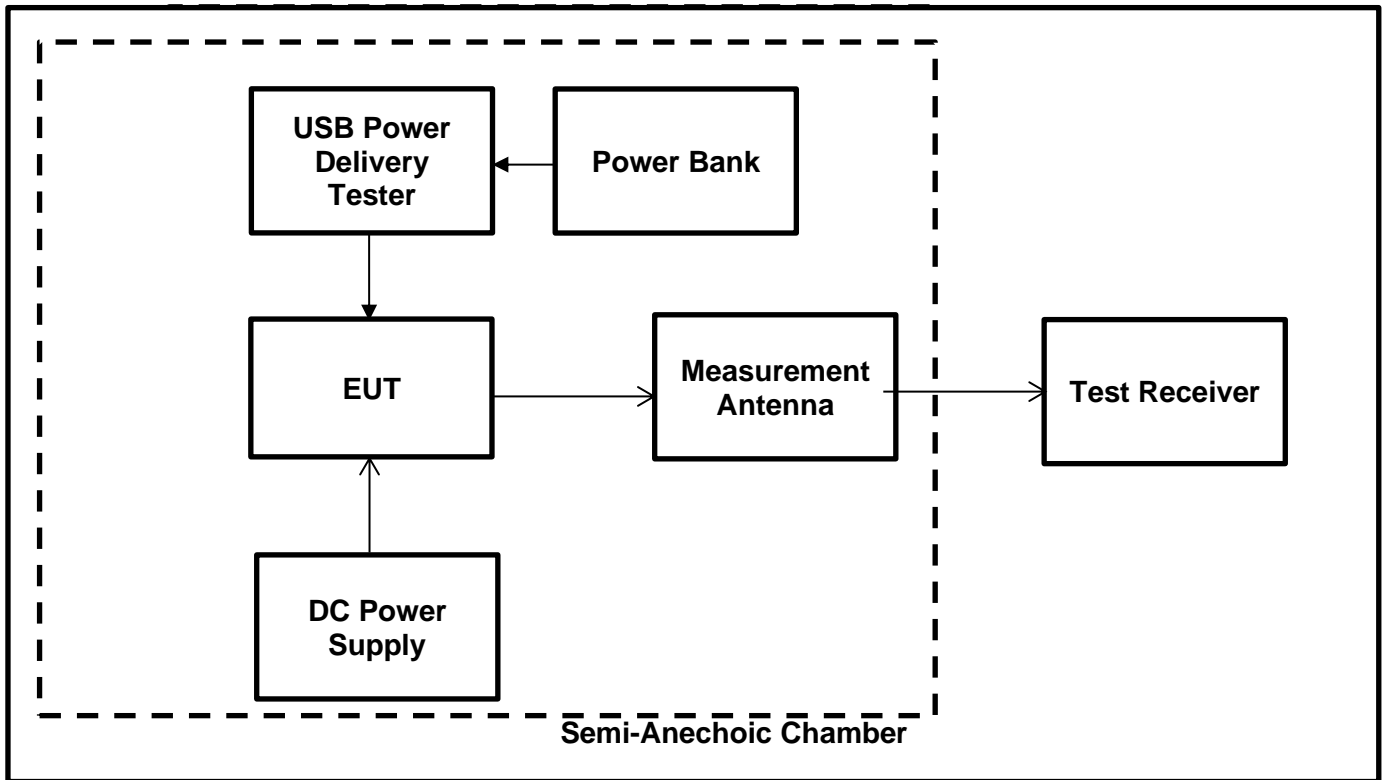 USB Power
Delivery
Tester
Power Bank
EUT
Measurement
Antenna
Test Receiver
DC Power
Supply
Semi-Anechoic Chamber